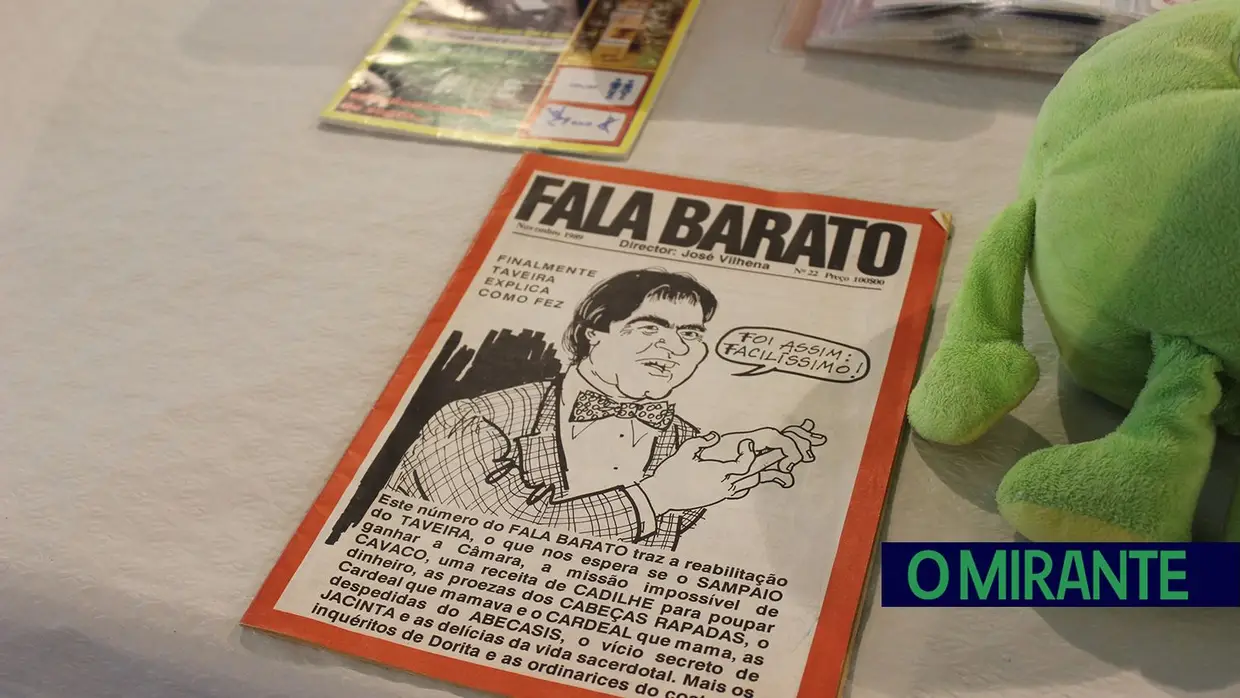 FALA BARATO
Novembro 1989 Director: José Vilhena Nº 22 Preço 100$00
FINALMENTE
TAVEIRA
EXPLICA
COMO FEZ
FOI ASSIM:
FACILÍSSIMO!
Este número do FALA BARATO traz a reabilitação
do TAVEIRA, o que nos espera se o SAMPAIO
ganhar a Câmara, a missão impossível de
CAVACO, uma receita de CADILHE para poupar
dinheiro, as proezas dos CABEÇAS RAPADAS, o
Cardeal que mamava e o CARDEAL que mama, as
despedidas do ABECASIS, o vício secreto de
JACINTA e as delícias da vida sacerdotal. Mais os
inquéritos de Dorita e as ordinarices do
O MIRANTE